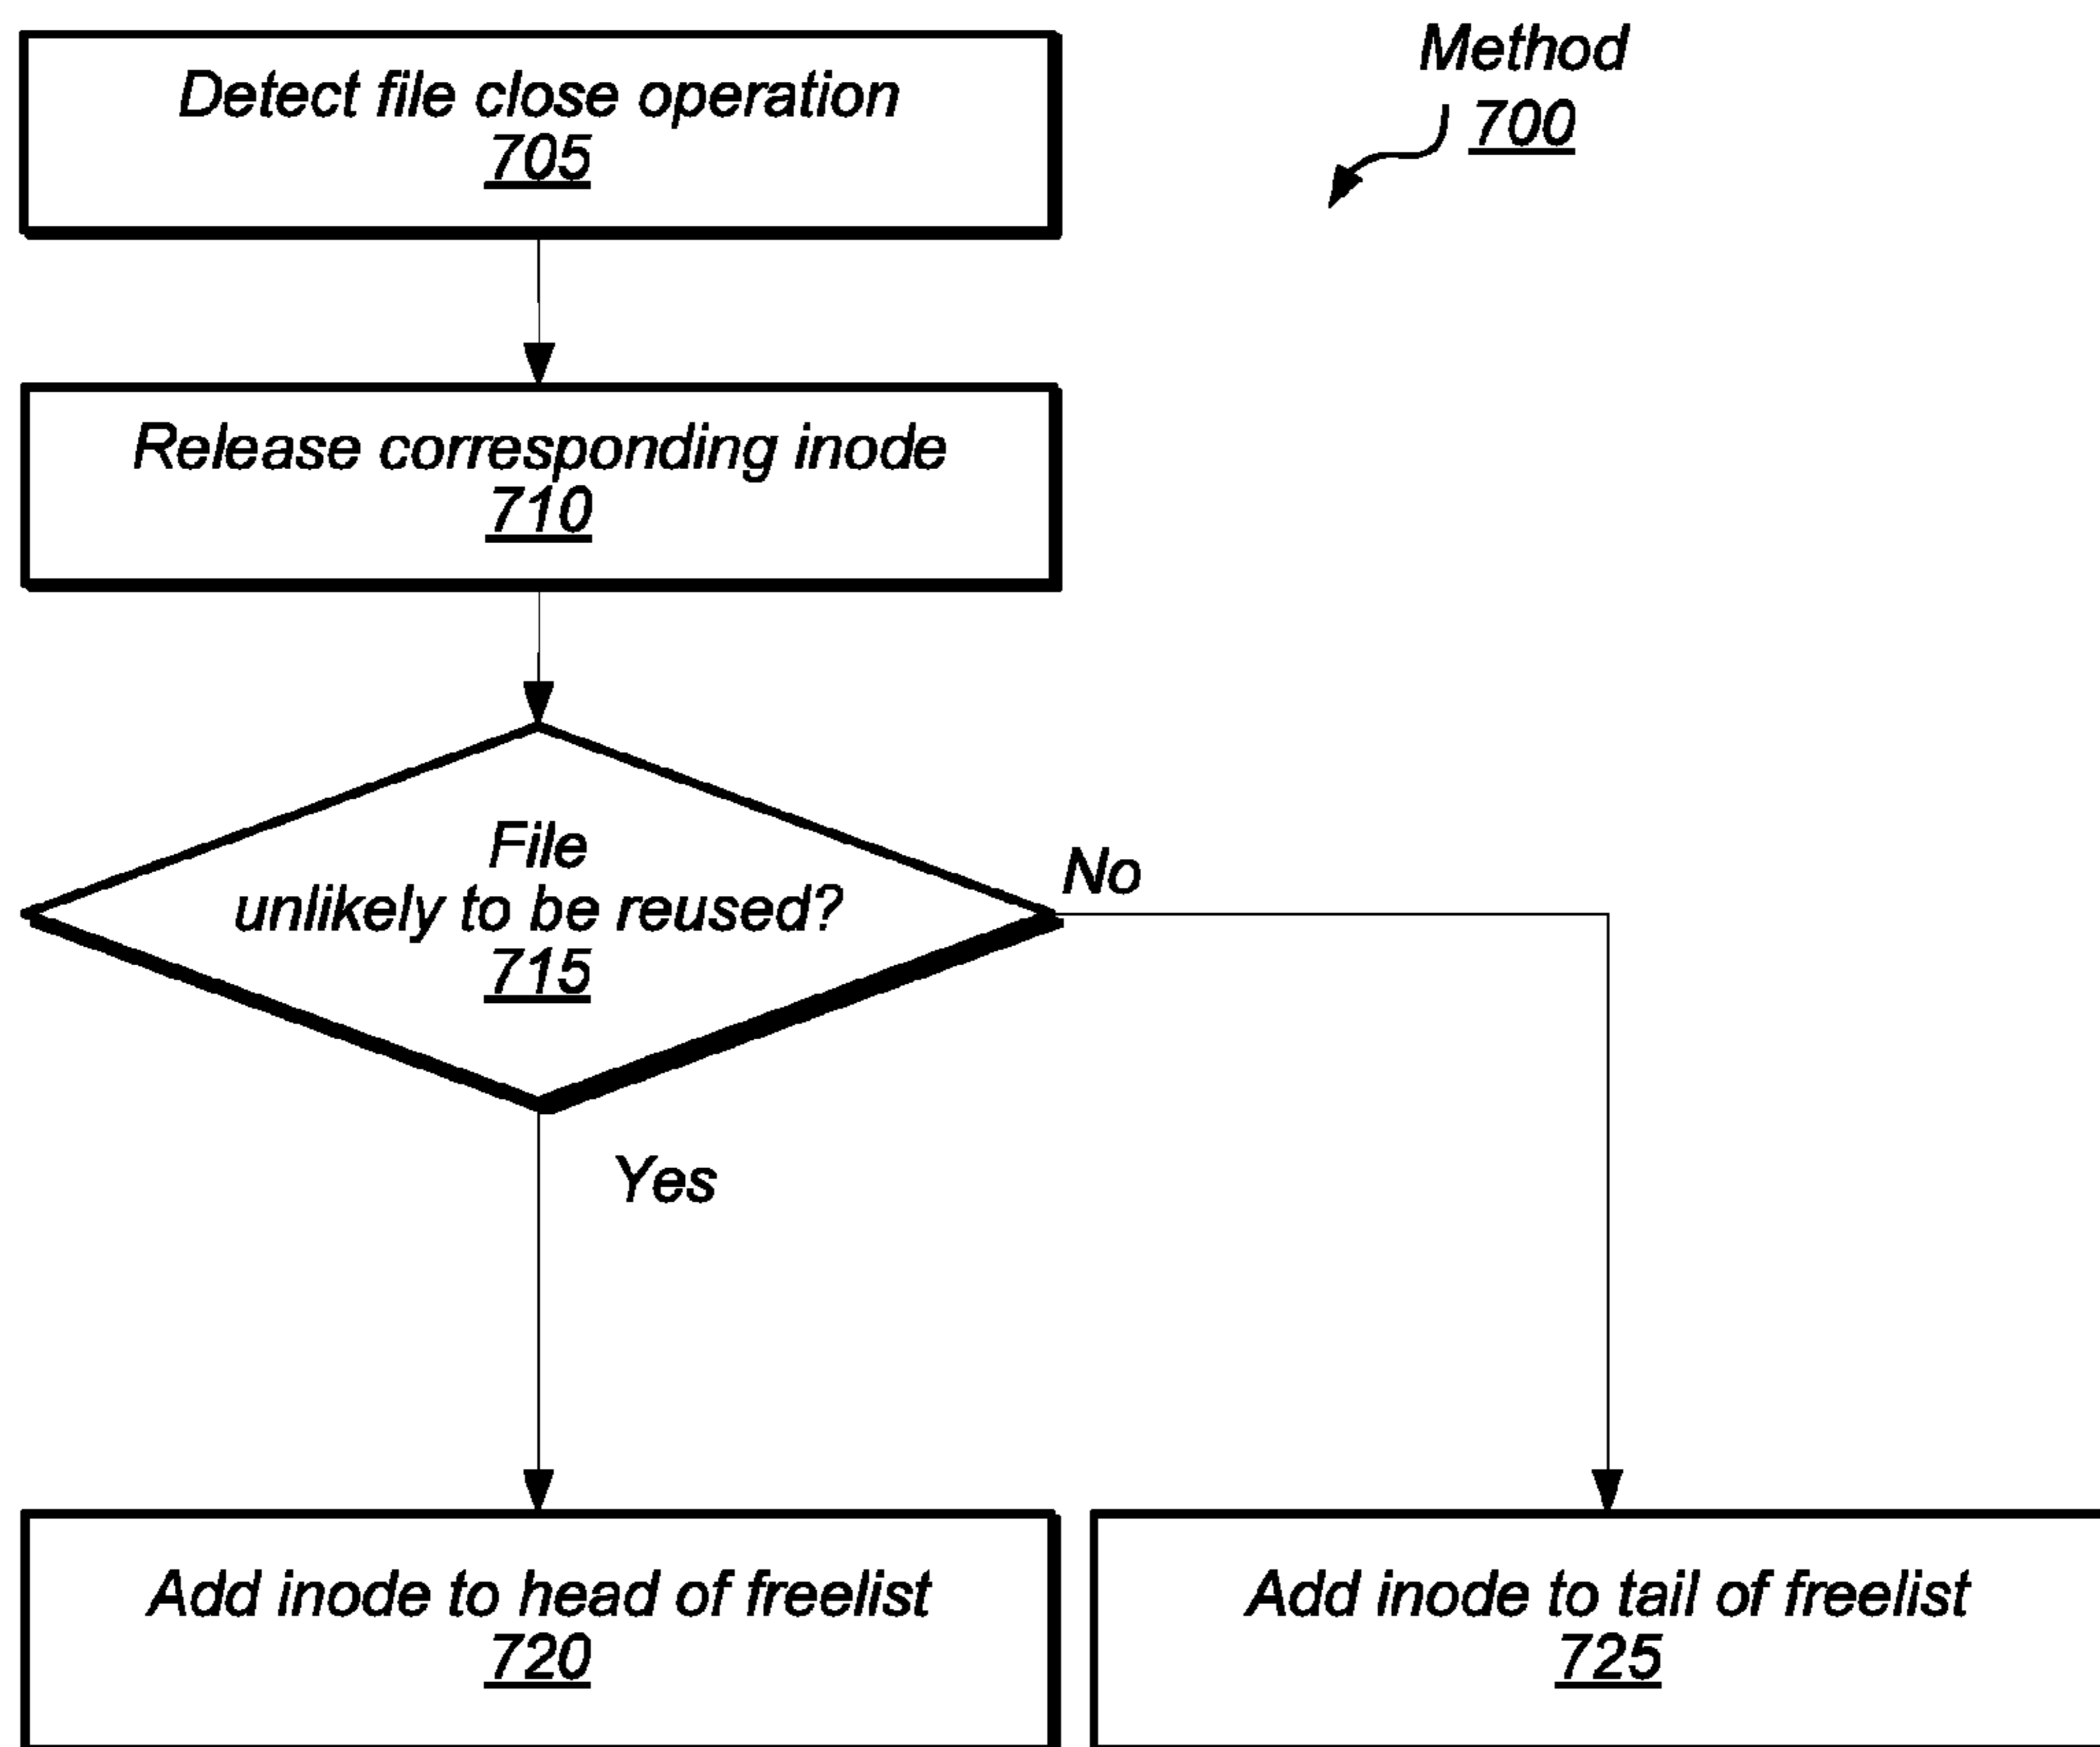 Method
700
Detect file close operation
705
Release corresponding inode
710
File
unlikely to be reused?
715
No
Yes
Add inode to head of freelist
720
Add inode to tail of freelist
725